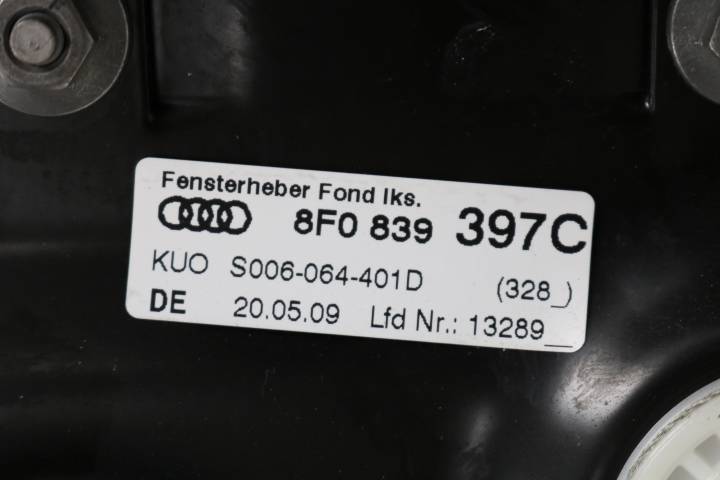 Fensterheber Fond lks.
8F0 839 397C
KUO S006-064-401D (328_)
DE 20.05.09 Lfd Nr.: 13289__